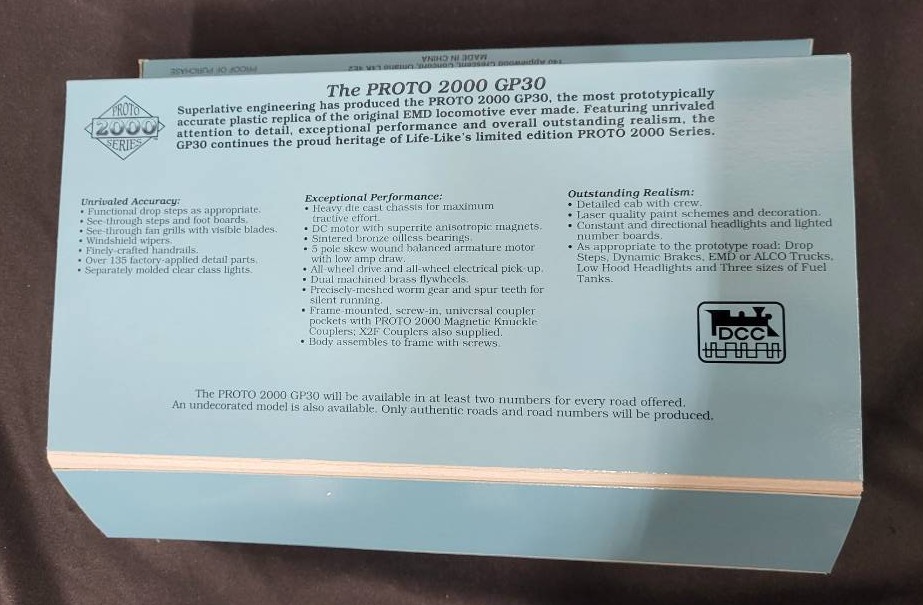 PROOF OF PURCHASE
MADE IN CHINA
140 Applewood Crescent, Concord, Ontario L4K 4E2
PROTO
2000
SERIES
The PROTO 2000 GP30
Superlative engineering has produced the PROTO 2000 GP30, the most prototypically
accurate plastic replica of the original EMD locomotive ever made. Featuring unrivaled
attention to detail, exceptional performance and overall outstanding realism, the
GP30 continues the proud heritage of Life-Like's limited edition PROTO 2000 Series.
Unrivaled Accuracy:
• Functional drop steps as appropriate.
• See-through steps and foot boards.
• See-through fan grills with visible blades.
• Windshield wipers.
• Finely-crafted handrails.
• Over 135 factory-applied detail parts.
• Separately molded clear class lights.
Exceptional Performance:
• Heavy die cast chassis for maximum
tractive effort.
• DC motor with superrite anisotropic magnets.
• Sintered bronze oilless bearings.
• 5 pole skew wound balanced armature motor
with low amp draw.
• All-wheel drive and all-wheel electrical pick-up.
• Dual machined brass flywheels.
• Precisely-meshed worm gear and spur teeth for
silent running.
• Frame-mounted, screw-in, universal coupler
pockets with PROTO 2000 Magnetic Knuckle
Couplers; X2F Couplers also supplied.
• Body assembles to frame with screws.
Outstanding Realism:
• Detailed cab with crew.
• Laser quality paint schemes and decoration.
• Constant and directional headlights and lighted
number boards.
• As appropriate to the prototype road: Drop
Steps, Dynamic Brakes, EMD or ALCO Trucks,
Low Hood Headlights and Three sizes of Fuel
Tanks.
DCC
The PROTO 2000 GP30 will be available in at least two numbers for every road offered.
An undecorated model is also available. Only authentic roads and road numbers will be produced.